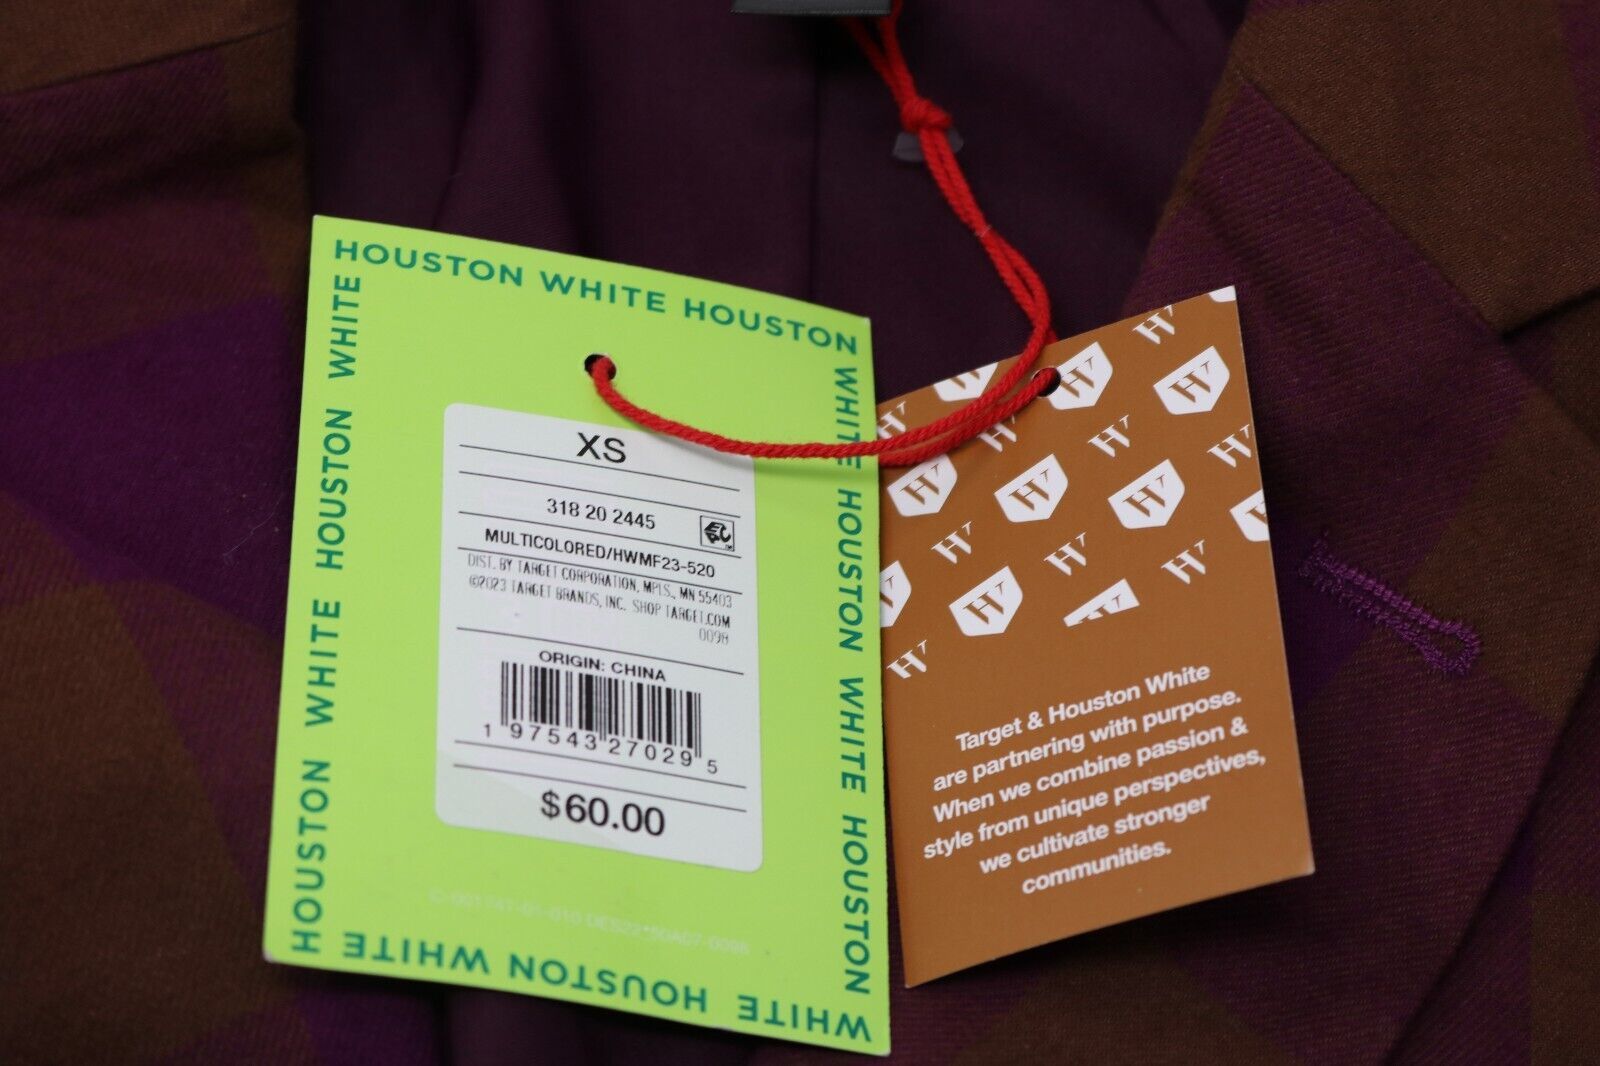 HOUSTON WHITE HOUSTON
WHITE HOUSTON WHITE HOUSTON
WHITE HOUSTON WHITE
HOUSTON WHITE HOUSTON WHITE
XS
318 20 2445
MULTICOLORED/HWMF23-520
DIST. BY TARGET CORPORATION, MPLS., MN 55403
©2023 TARGET BRANDS, INC. SHOP TARGET.COM
ORIGIN: CHINA
1 97543 27029 5
$60.00
Target & Houston White
are partnering with purpose.
When we combine passion &
style from unique perspectives,
we cultivate stronger
communities.